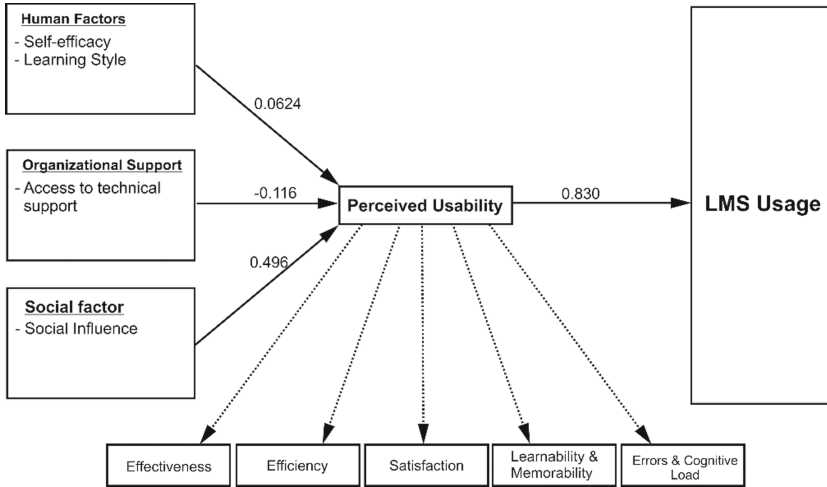 Human Factors
- Self-efficacy
- Learning Style
0.0624
Organizational Support
- Access to technical
support
-0.116
Perceived Usability
0.830
LMS Usage
0.496
Social factor
- Social Influence
Effectiveness
Efficiency
Satisfaction
Learnability &
Memorability
Errors & Cognitive
Load